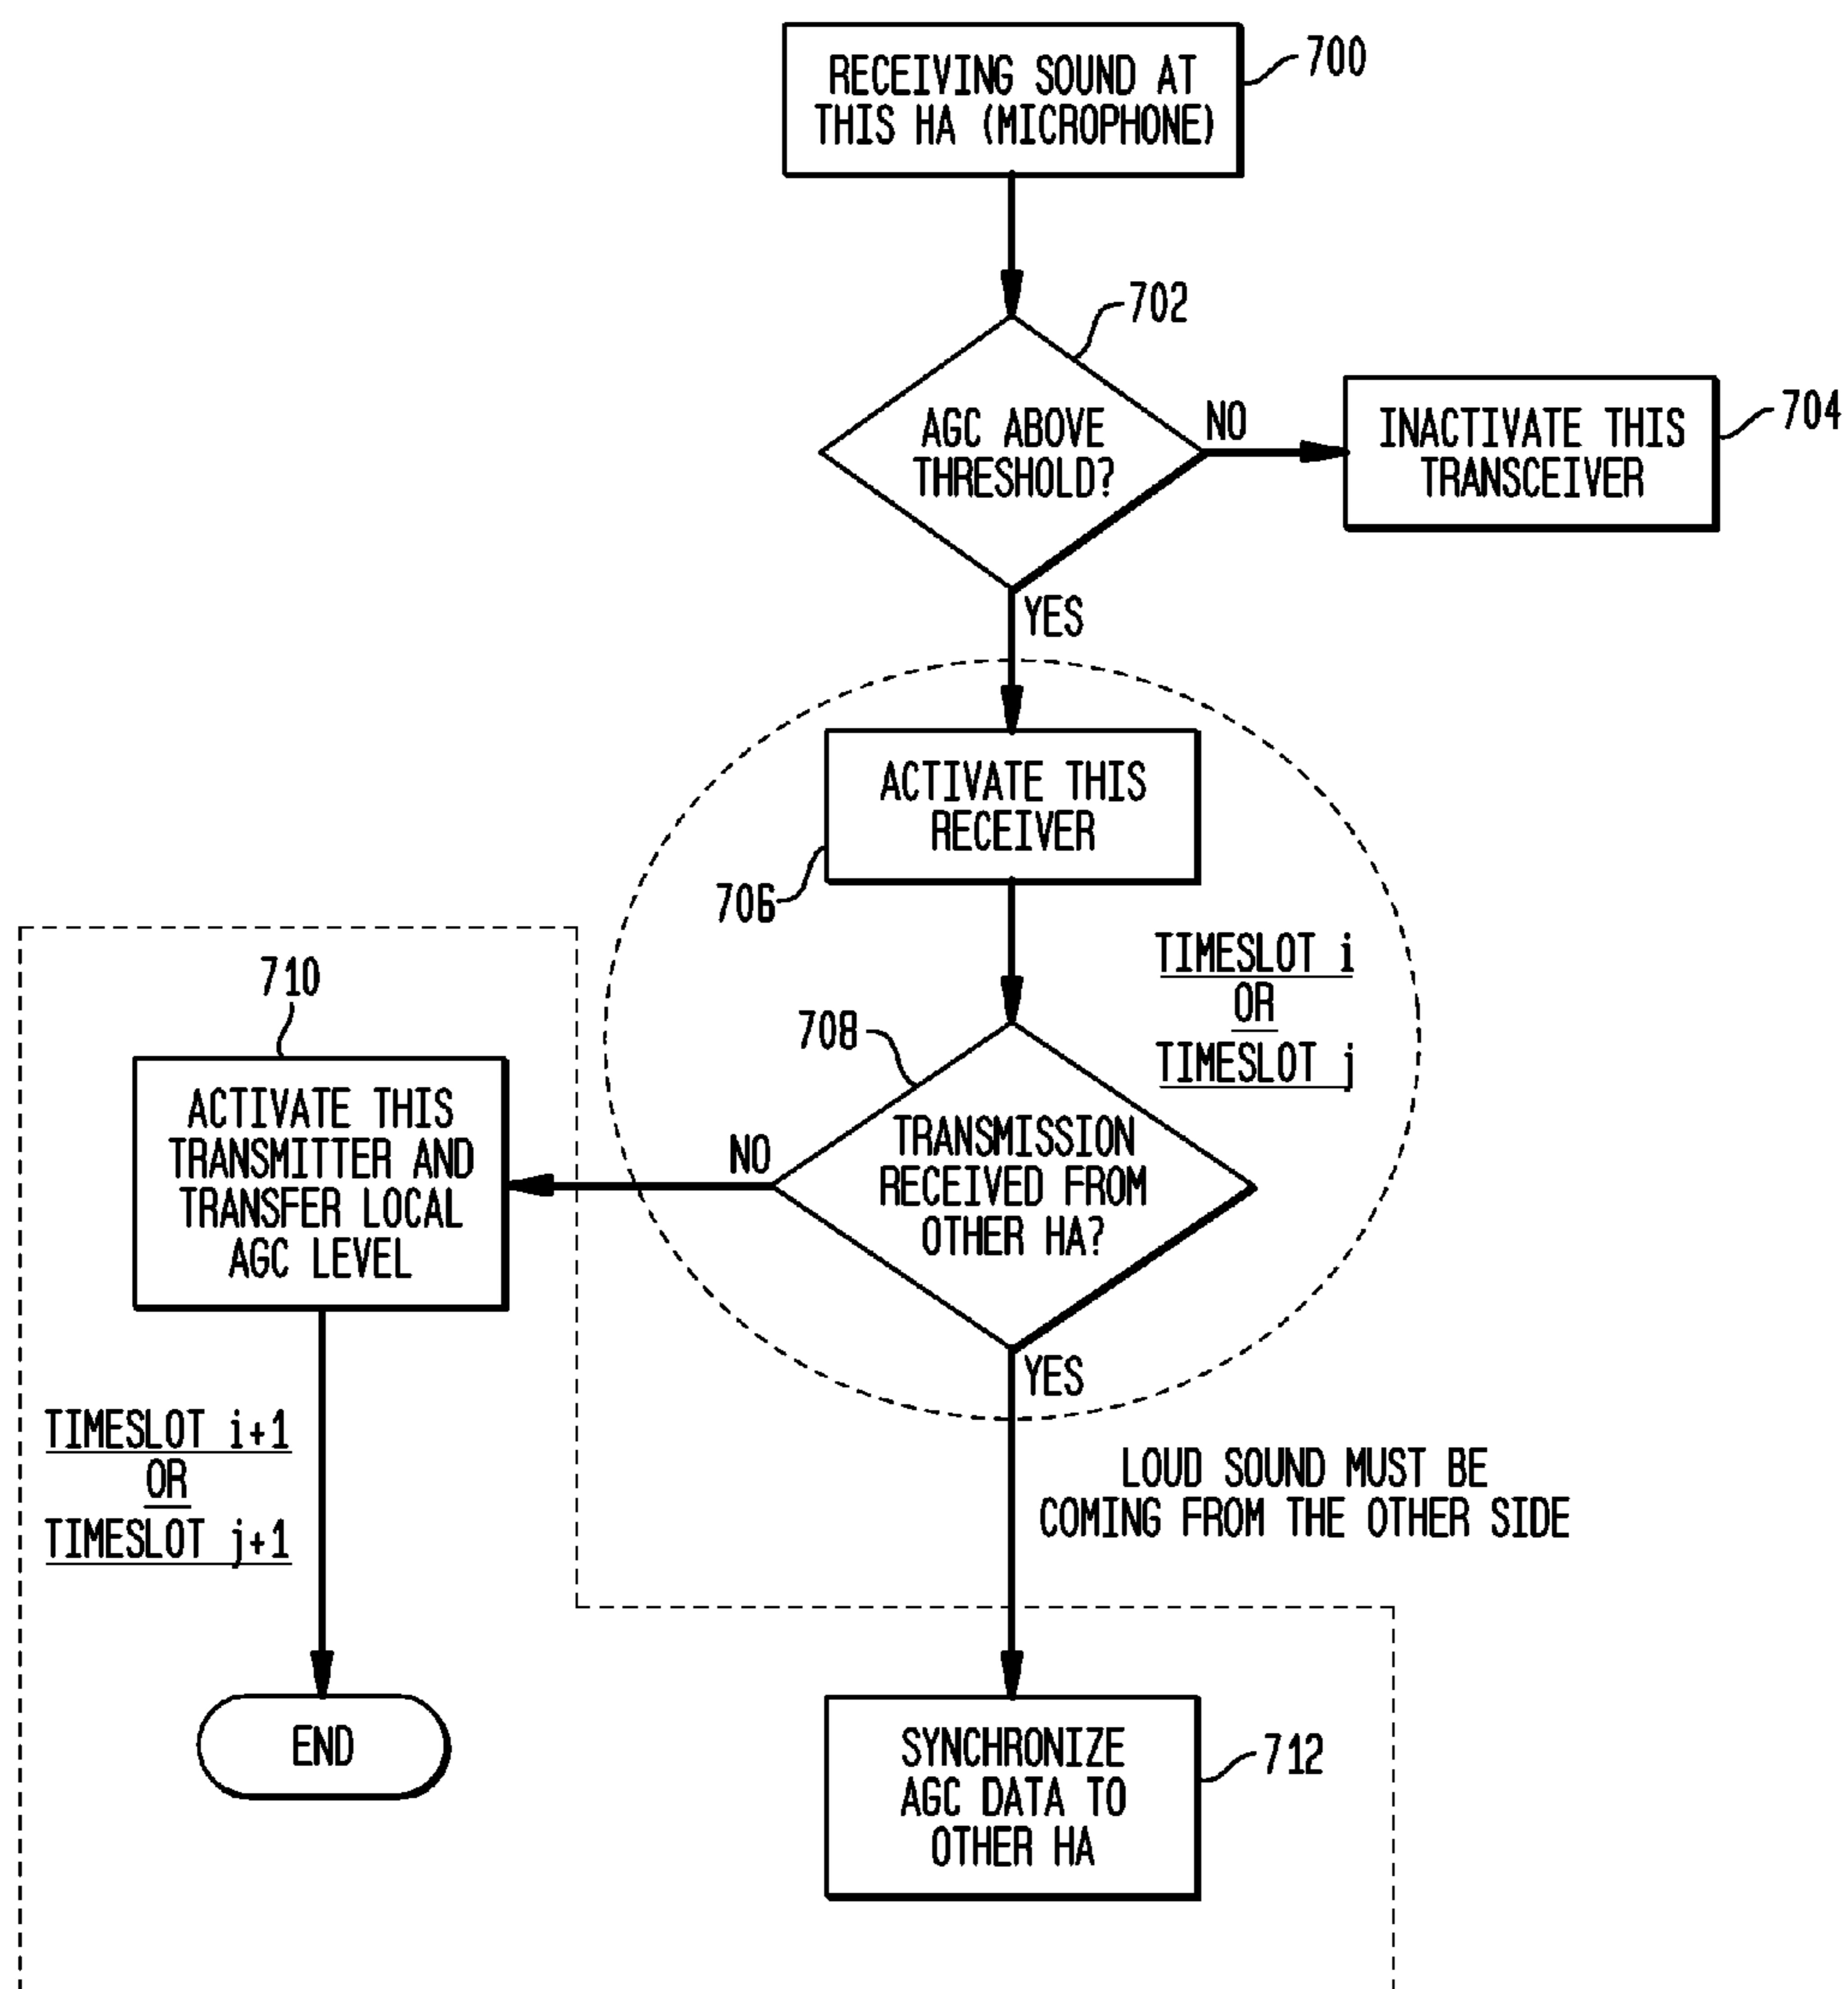 RECEIVING SOUND AT
THIS HA (MICROPHONE)
700
702
AGC ABOVE
THRESHOLD?
NO
INACTIVATE THIS
TRANSCEIVER
704
YES
ACTIVATE THIS
RECEIVER
706
TIMESLOT i
OR
TIMESLOT j
708
TRANSMISSION
RECEIVED FROM
OTHER HA?
NO
710
ACTIVATE THIS
TRANSMITTER AND
TRANSFER LOCAL
AGC LEVEL
YES
TIMESLOT i+1
OR
TIMESLOT j+1
LOUD SOUND MUST BE
COMING FROM THE OTHER SIDE
END
SYNCHRONIZE
AGC DATA TO
OTHER HA
712